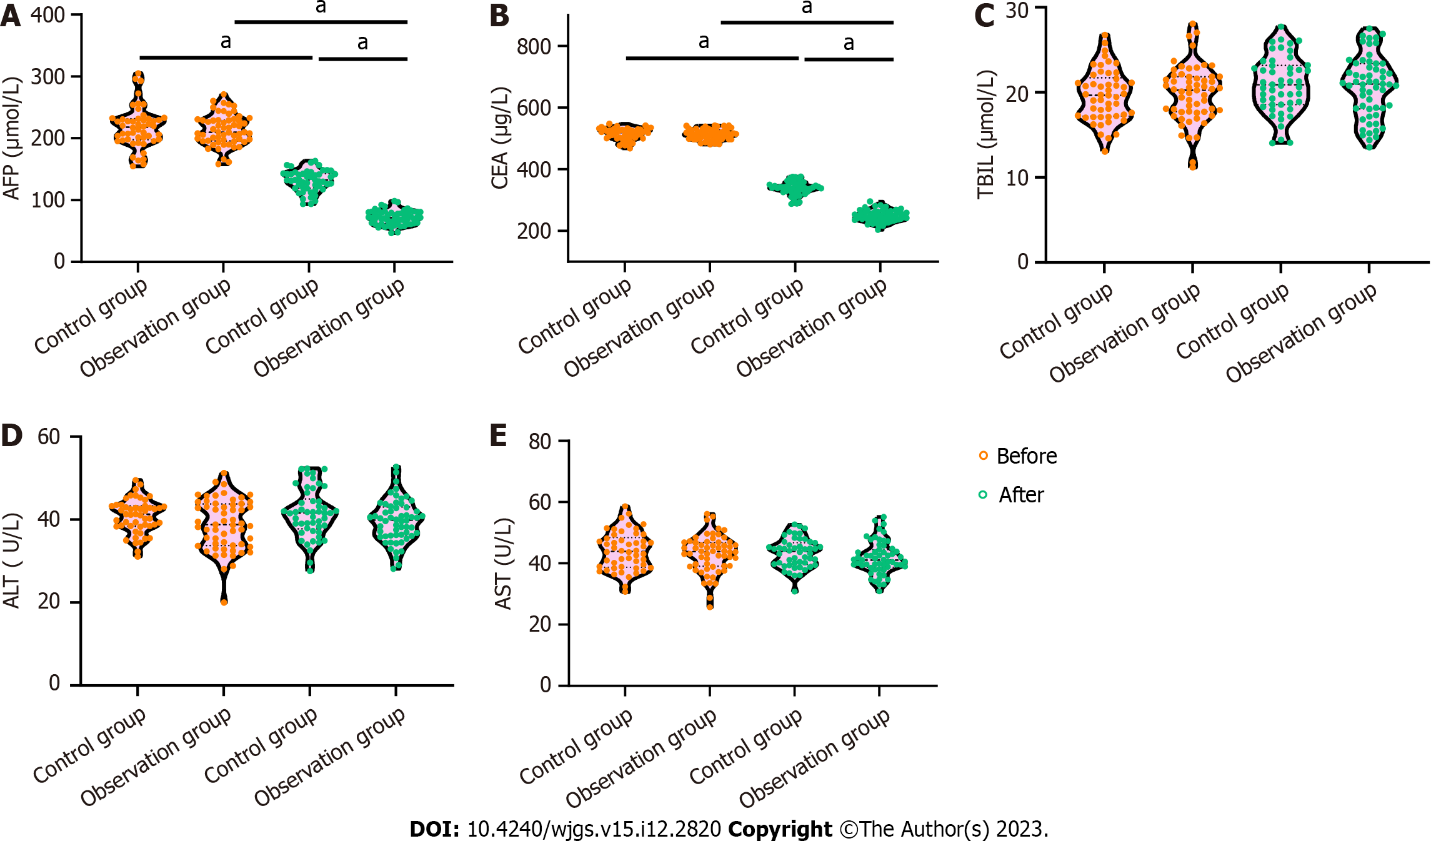 A
a
a
a
400
300
200
100
0
AFP (µmol/L)
Control group
Observation group
Control group
Observation group
B
a
a
a
800
600
400
200
CEA (µg/L)
Control group
Observation group
Control group
Observation group
C
30
20
10
0
TBIL (µmol/L)
Control group
Observation group
Control group
Observation group
D
60
40
20
0
ALT ( U/L)
Control group
Observation group
Control group
Observation group
E
80
60
40
20
0
AST (U/L)
Control group
Observation group
Control group
Observation group
Before
After
DOI: 10.4240/wjgs.v15.i12.2820 Copyright ©The Author(s) 2023.